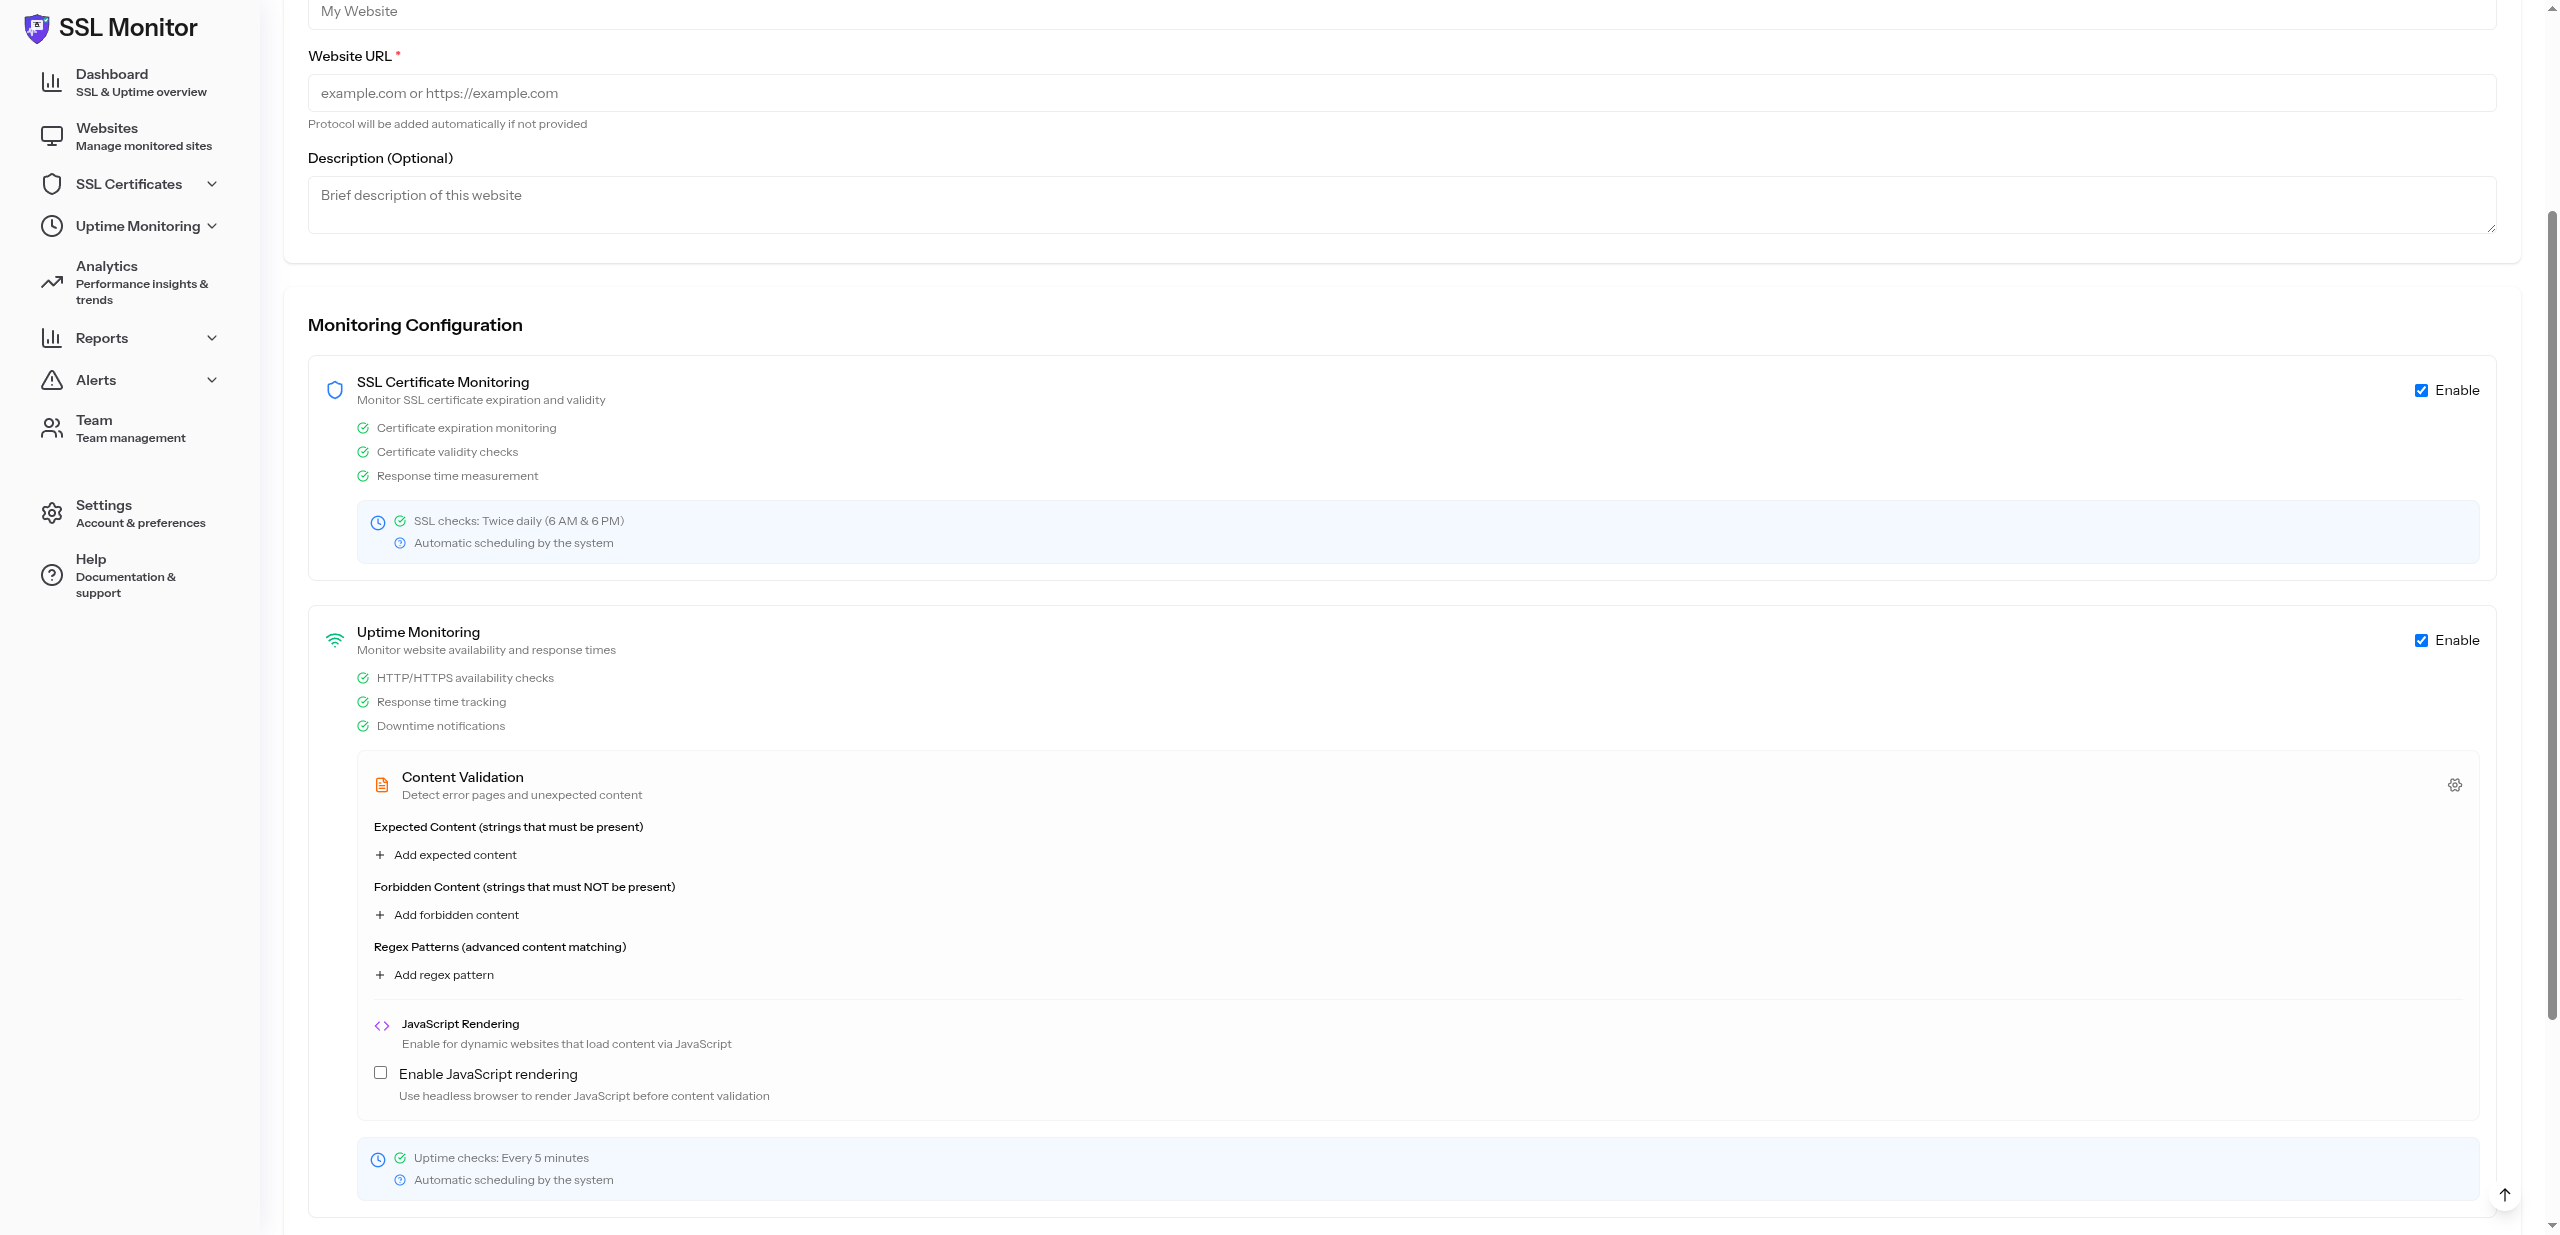 SSL Monitor
Dashboard
SSL & Uptime overview
Websites
Manage monitored sites
SSL Certificates
Uptime Monitoring
Analytics
Performance insights &
trends
Reports
Alerts
Team
Team management
Settings
Account & preferences
Help
Documentation &
support
My Website
Website URL *
example.com or https://example.com
Protocol will be added automatically if not provided
Description (Optional)
Brief description of this website
Monitoring Configuration
SSL Certificate Monitoring
Monitor SSL certificate expiration and validity
Enable
Certificate expiration monitoring
Certificate validity checks
Response time measurement
SSL checks: Twice daily (6 AM & 6 PM)
Automatic scheduling by the system
Uptime Monitoring
Monitor website availability and response times
Enable
HTTP/HTTPS availability checks
Response time tracking
Downtime notifications
Content Validation
Detect error pages and unexpected content
Expected Content (strings that must be present)
Add expected content
Forbidden Content (strings that must NOT be present)
Add forbidden content
Regex Patterns (advanced content matching)
Add regex pattern
JavaScript Rendering
Enable for dynamic websites that load content via JavaScript
Enable JavaScript rendering
Use headless browser to render JavaScript before content validation
Uptime checks: Every 5 minutes
Automatic scheduling by the system